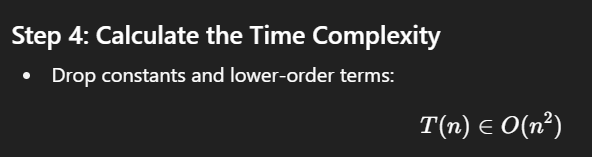 Step 4: Calculate the Time Complexity
• Drop constants and lower-order terms:
T(n) ∈ O(n²)